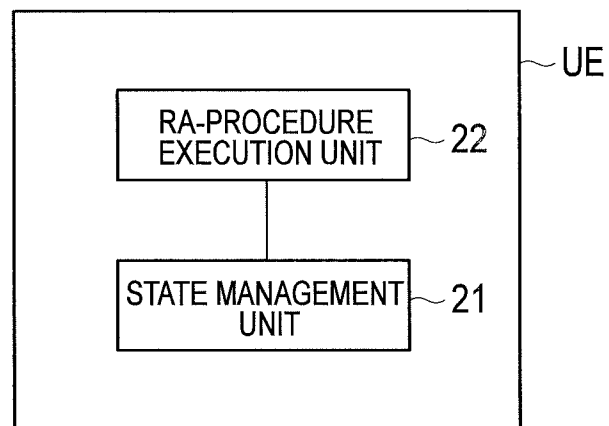 UE
RA-PROCEDURE
EXECUTION UNIT
22
STATE MANAGEMENT
UNIT
21